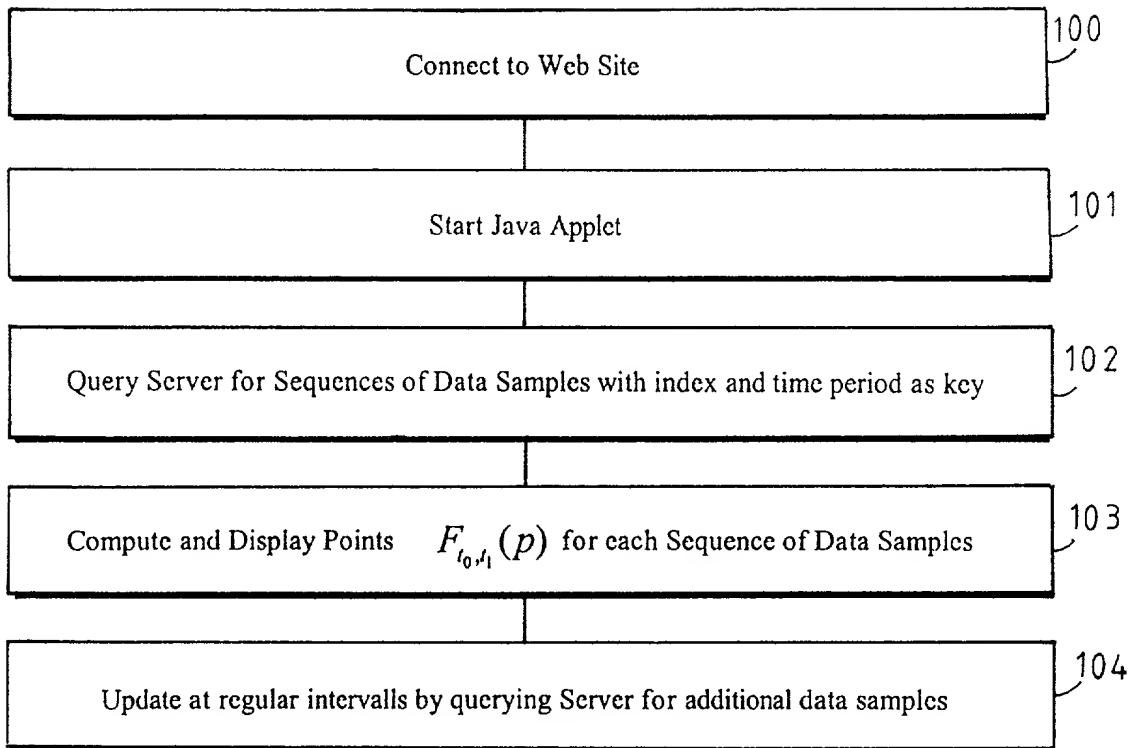 100
Connect to Web Site
101
Start Java Applet
102
Query Server for Sequences of Data Samples with index and time period as key
103
Compute and Display Points F_{t_0,t_1}(p) for each Sequence of Data Samples
104
Update at regular intervalls by querying Server for additional data samples